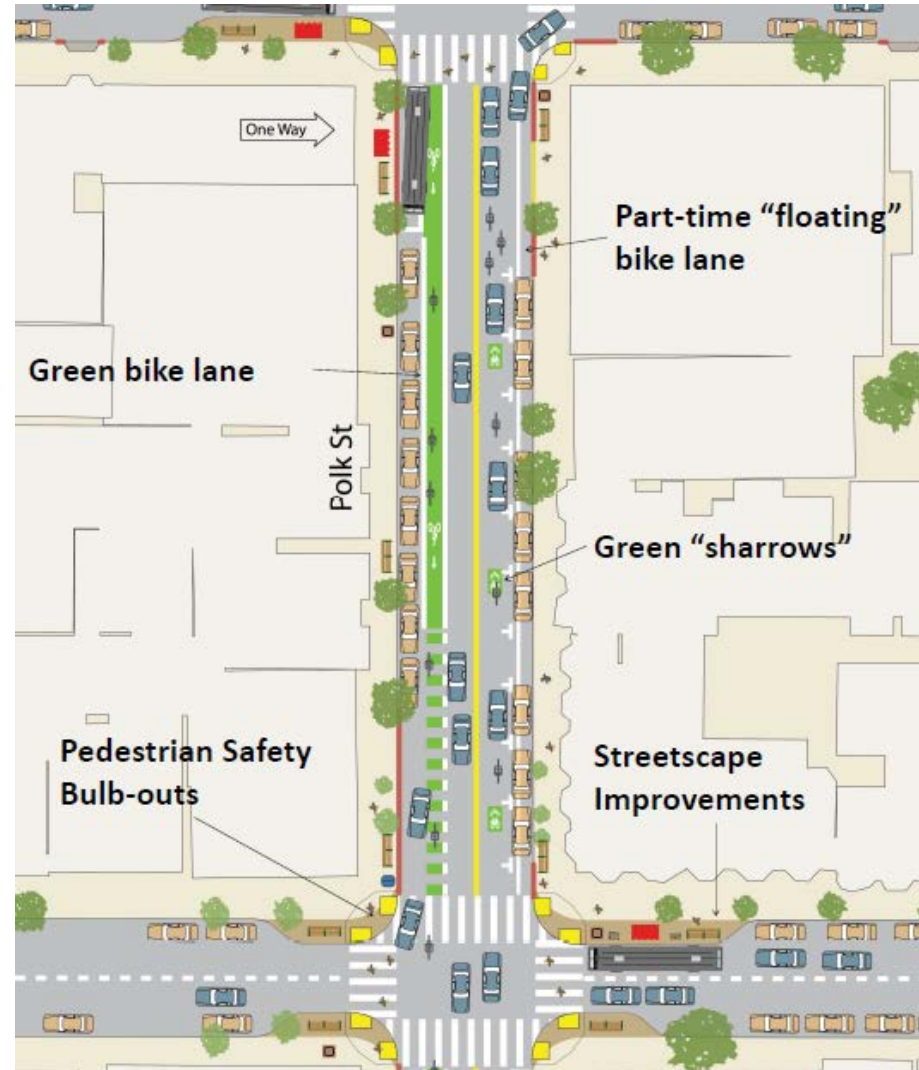 One Way
Part-time “floating”
bike lane
Green bike lane
Polk St
Green “sharrows”
Pedestrian Safety
Bulb-outs
Streetscape
Improvements